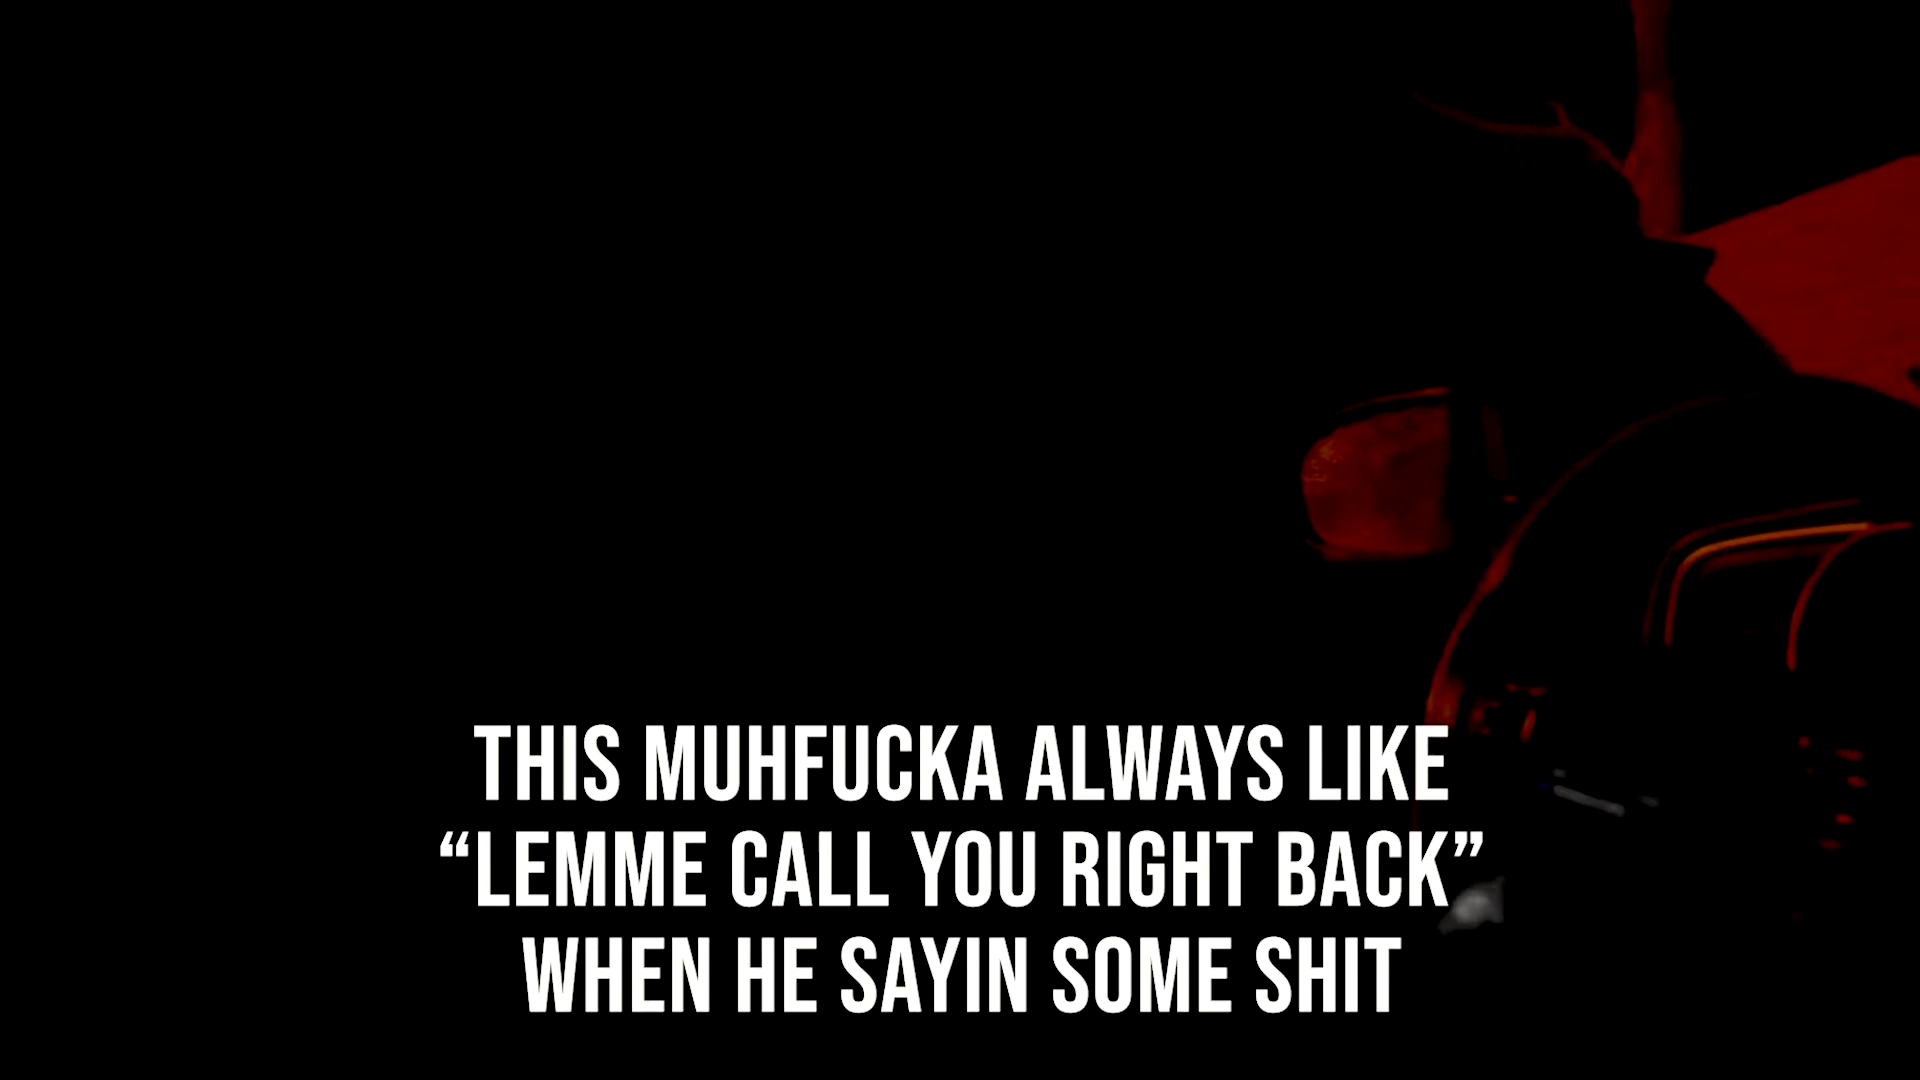 THIS MUHFUCKA ALWAYS LIKE
“LEMME CALL YOU RIGHT BACK”
WHEN HE SAYIN SOME SHIT